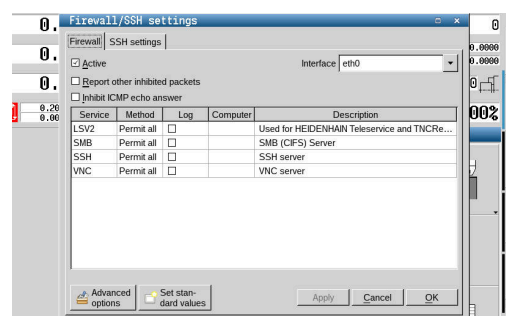 Firewall/SSH settings
Firewall SSH settings
Active
Interface eth0
Report other inhibited packets
Inhibit ICMP echo answer
Service Method Log Computer Description
LSV2 Permit all Used for HEIDENHAIN Teleservice and TNCRe...
SMB Permit all SMB (CIFS) Server
SSH Permit all SSH server
VNC Permit all VNC server
Advanced options
Set stan-
dard values
Apply Cancel OK
0.
0.
0.
0.20
0.00
0
0.0000
0.0000
0
00%